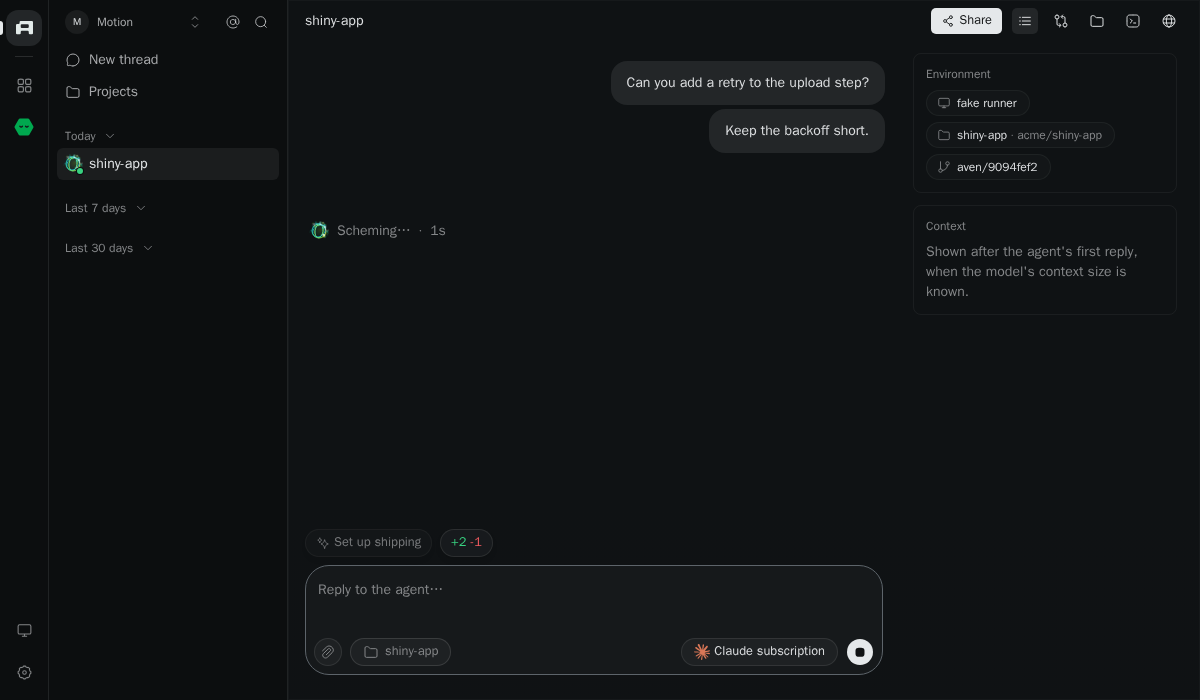 M Motion
New thread
Projects
Today
shiny-app
Last 7 days
Last 30 days
shiny-app
Share
Can you add a retry to the upload step?
Keep the backoff short.
Scheming··· · 1s
Set up shipping
+2 -1
Reply to the agent···
shiny-app
Claude subscription
Environment
fake runner
shiny-app · acme/shiny-app
aven/9094fef2
Context
Shown after the agent's first reply,
when the model's context size is
known.